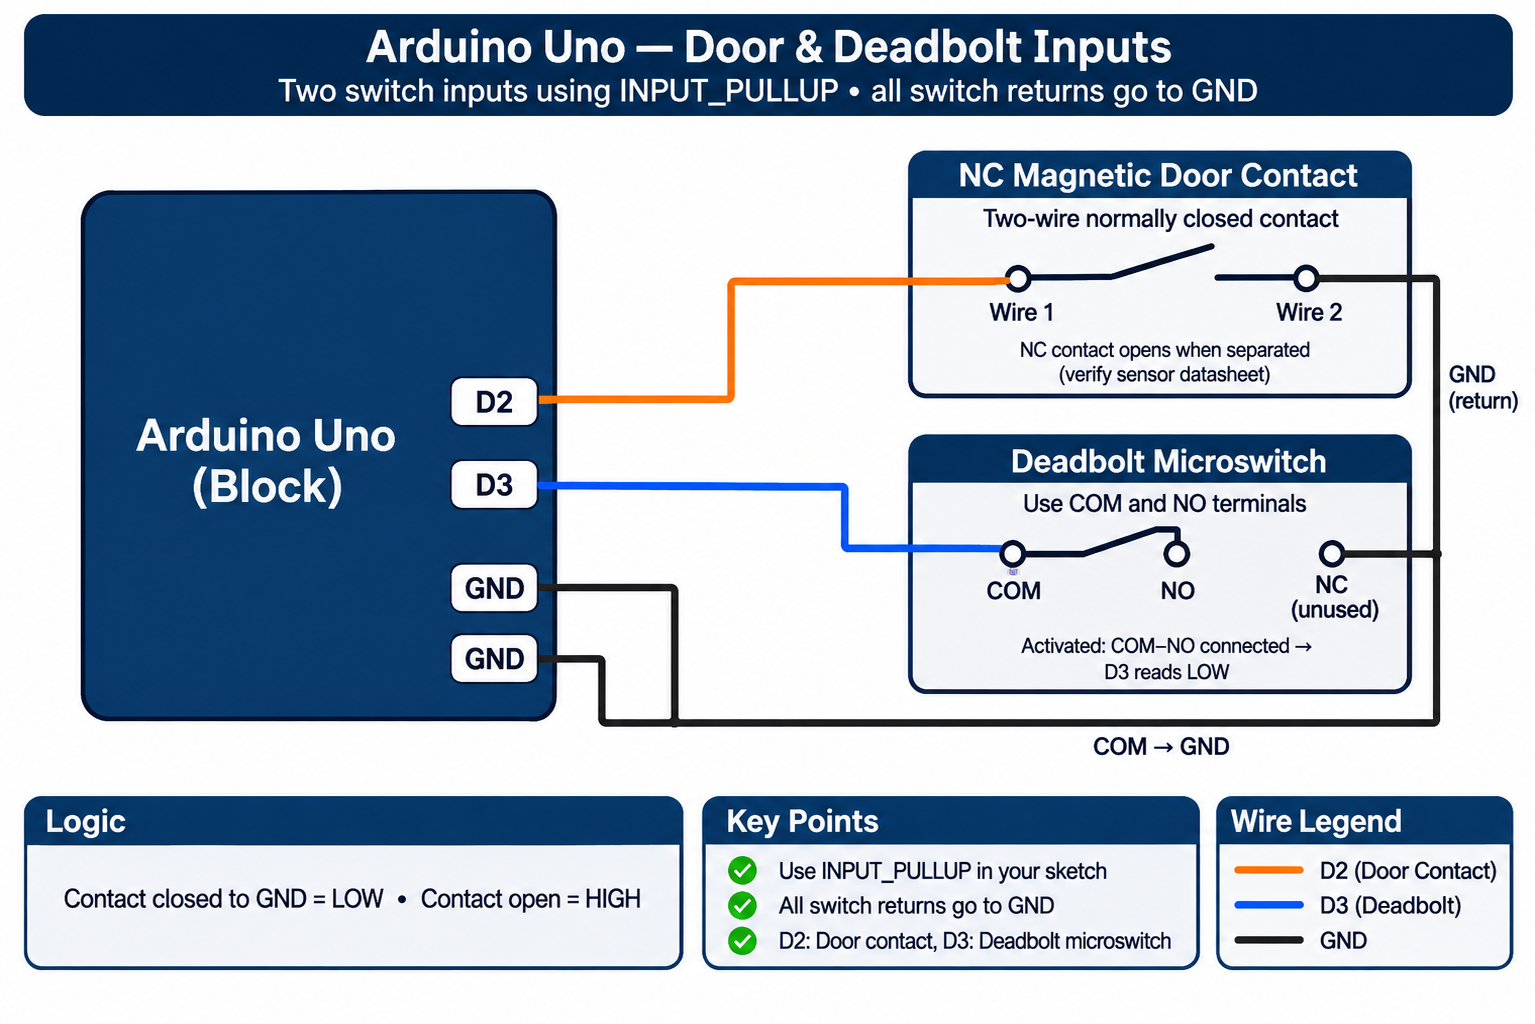 Arduino Uno — Door & Deadbolt Inputs
Two switch inputs using INPUT_PULLUP • all switch returns go to GND
Arduino Uno
(Block)
D2
D3
GND
GND
NC Magnetic Door Contact
Two-wire normally closed contact
Wire 1
Wire 2
NC contact opens when separated
(verify sensor datasheet)
GND
(return)
Deadbolt Microswitch
Use COM and NO terminals
COM
NO
NC
(unused)
Activated: COM–NO connected →
D3 reads LOW
COM → GND
Logic
Contact closed to GND = LOW • Contact open = HIGH
Key Points
Use INPUT_PULLUP in your sketch
All switch returns go to GND
D2: Door contact, D3: Deadbolt microswitch
Wire Legend
D2 (Door Contact)
D3 (Deadbolt)
GND